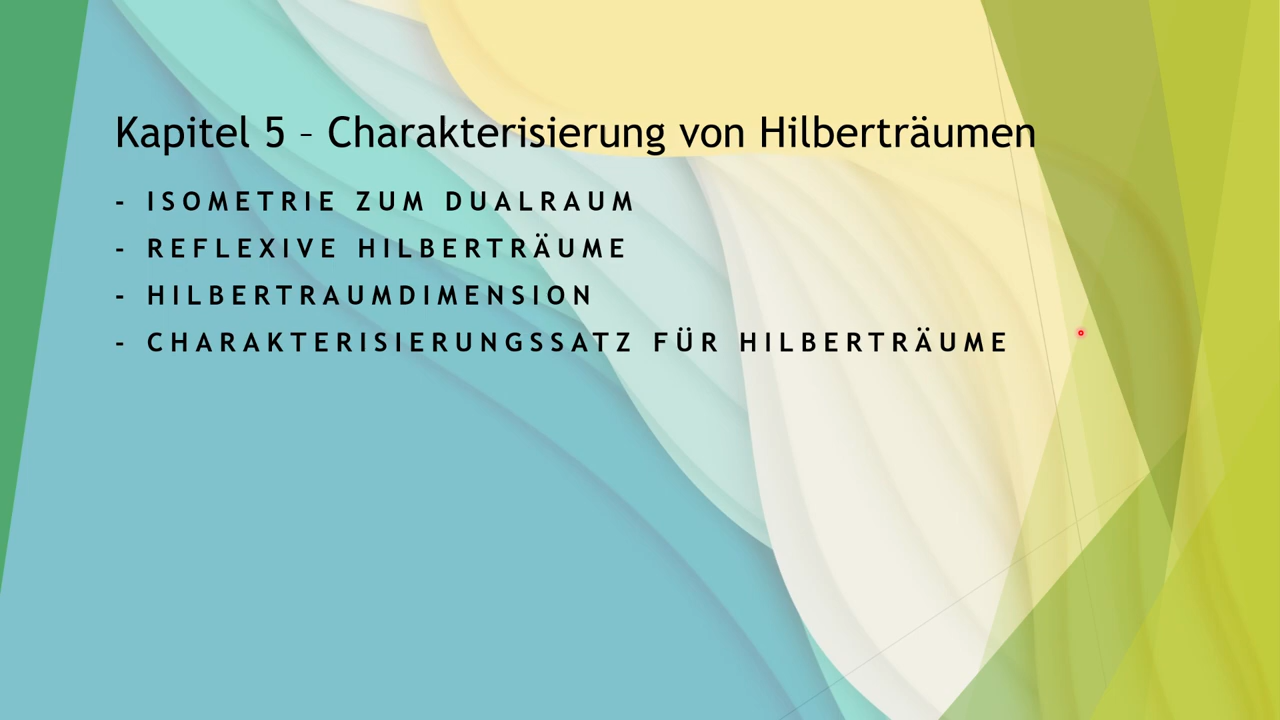 Kapitel 5 – Charakterisierung von Hilberträumen
- ISOMETRIE ZUM DUALRAUM
- REFLEXIVE HILBERTRÄUME
- HILBERTRAUMDIMENSION
- CHARAKTERISIERUNGSSATZ FÜR HILBERTRÄUME